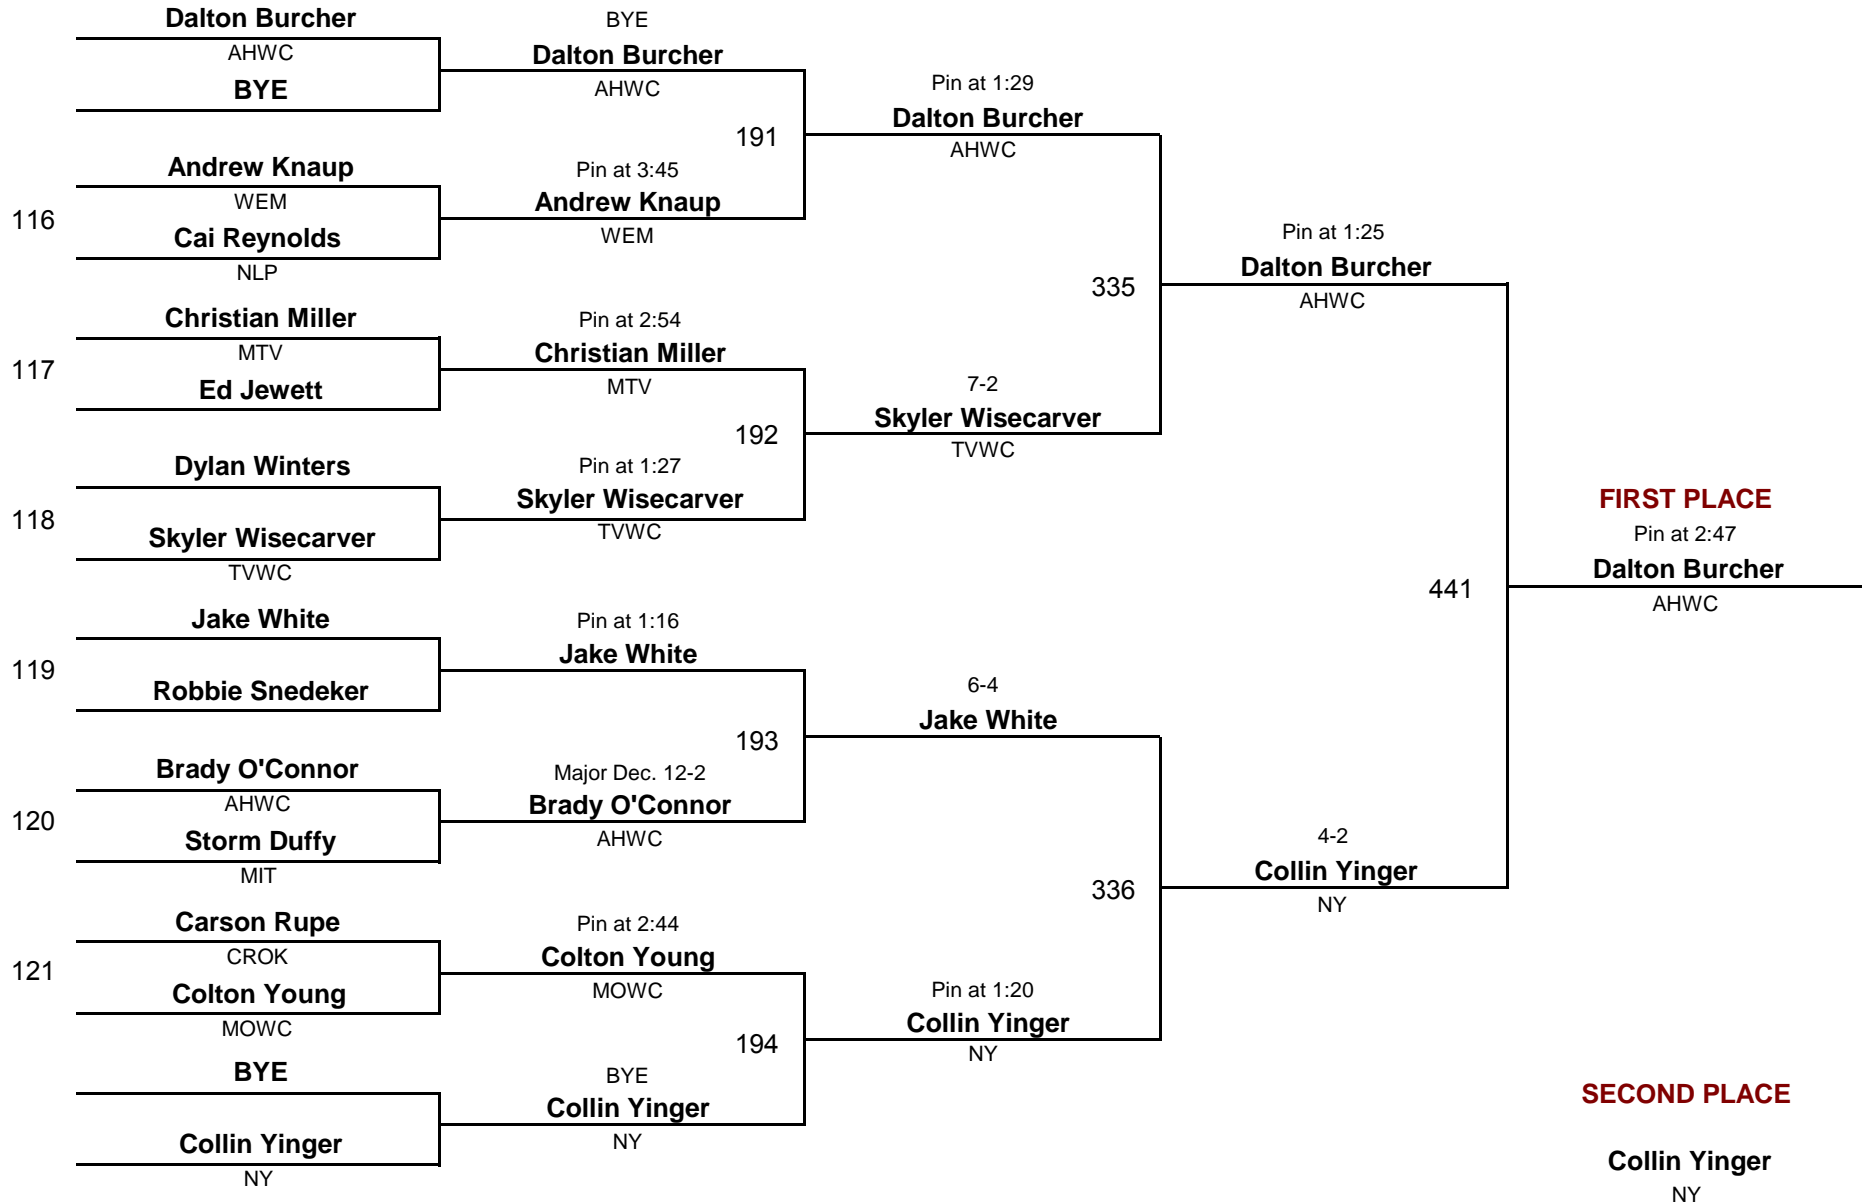 Dalton Burcher
AHWC
BYE
116
Andrew Knaup
WEM
Cai Reynolds
NLP
117
Christian Miller
MTV
Ed Jewett
118
Dylan Winters
Skyler Wisecarver
TVWC
119
Jake White
Robbie Snedeker
120
Brady O'Connor
AHWC
Storm Duffy
MIT
121
Carson Rupe
CROK
Colton Young
MOWC
BYE
Collin Yinger
NY
BYE
Dalton Burcher
AHWC
191
Pin at 3:45
Andrew Knaup
WEM
Pin at 2:54
Christian Miller
MTV
192
Pin at 1:27
Skyler Wisecarver
TVWC
Pin at 1:16
Jake White
193
Major Dec. 12-2
Brady O'Connor
AHWC
Pin at 2:44
Colton Young
MOWC
194
BYE
Collin Yinger
NY
Pin at 1:29
Dalton Burcher
AHWC
335
7-2
Skyler Wisecarver
TVWC
6-4
Jake White
336
Pin at 1:20
Collin Yinger
NY
Pin at 1:25
Dalton Burcher
AHWC
441
4-2
Collin Yinger
NY
FIRST PLACE
Pin at 2:47
Dalton Burcher
AHWC
SECOND PLACE
Collin Yinger
NY